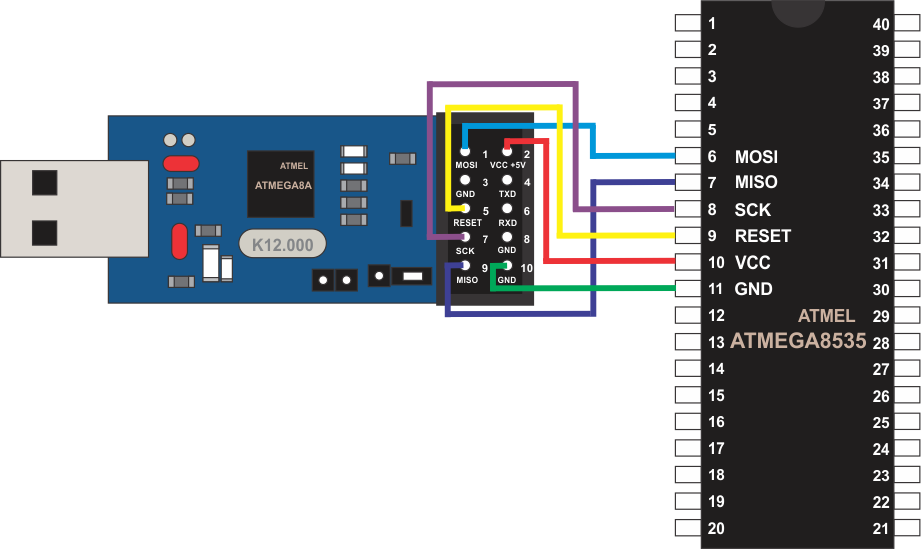 ATMEL
ATMEGA8A
K12.000
1 2
MOSI VCC +5V
3 4
GND TXD
5 6
RESET RXD
7 8
SCK GND
9 10
MISO GND
1 40
2 39
3 38
4 37
5 36
6 MOSI 35
7 MISO 34
8 SCK 33
9 RESET 32
10 VCC 31
11 GND 30
12 ATMEL 29
13 ATMEGA8535 28
14 27
15 26
16 25
17 24
18 23
19 22
20 21